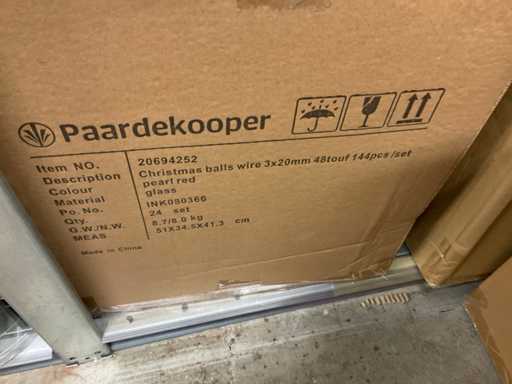 Paardekooper
Item NO. 20694252
Description Christmas balls wire 3x20mm 48touf 144pcs/set
Colour pearl red
Material glass
Po. No. INK080366
Qty. 24 set
G.W./N.W. 8.7/8.0 kg
MEAS 51X34.5X41.3 cm
Made in China